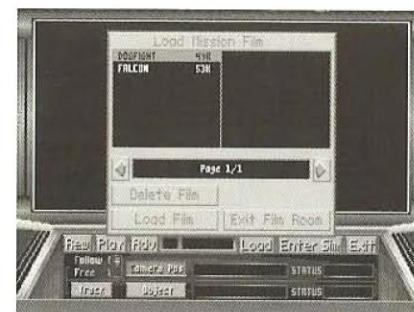 Load Mission Film
DOGFIGHT
FALCON 53K
Page 1/1
Delete Film
Load Film Exit Film Room
Rew Play Adv Load Enter Sim Exit
Follow
Free Camera Pos STATUS
Track Object STATUS